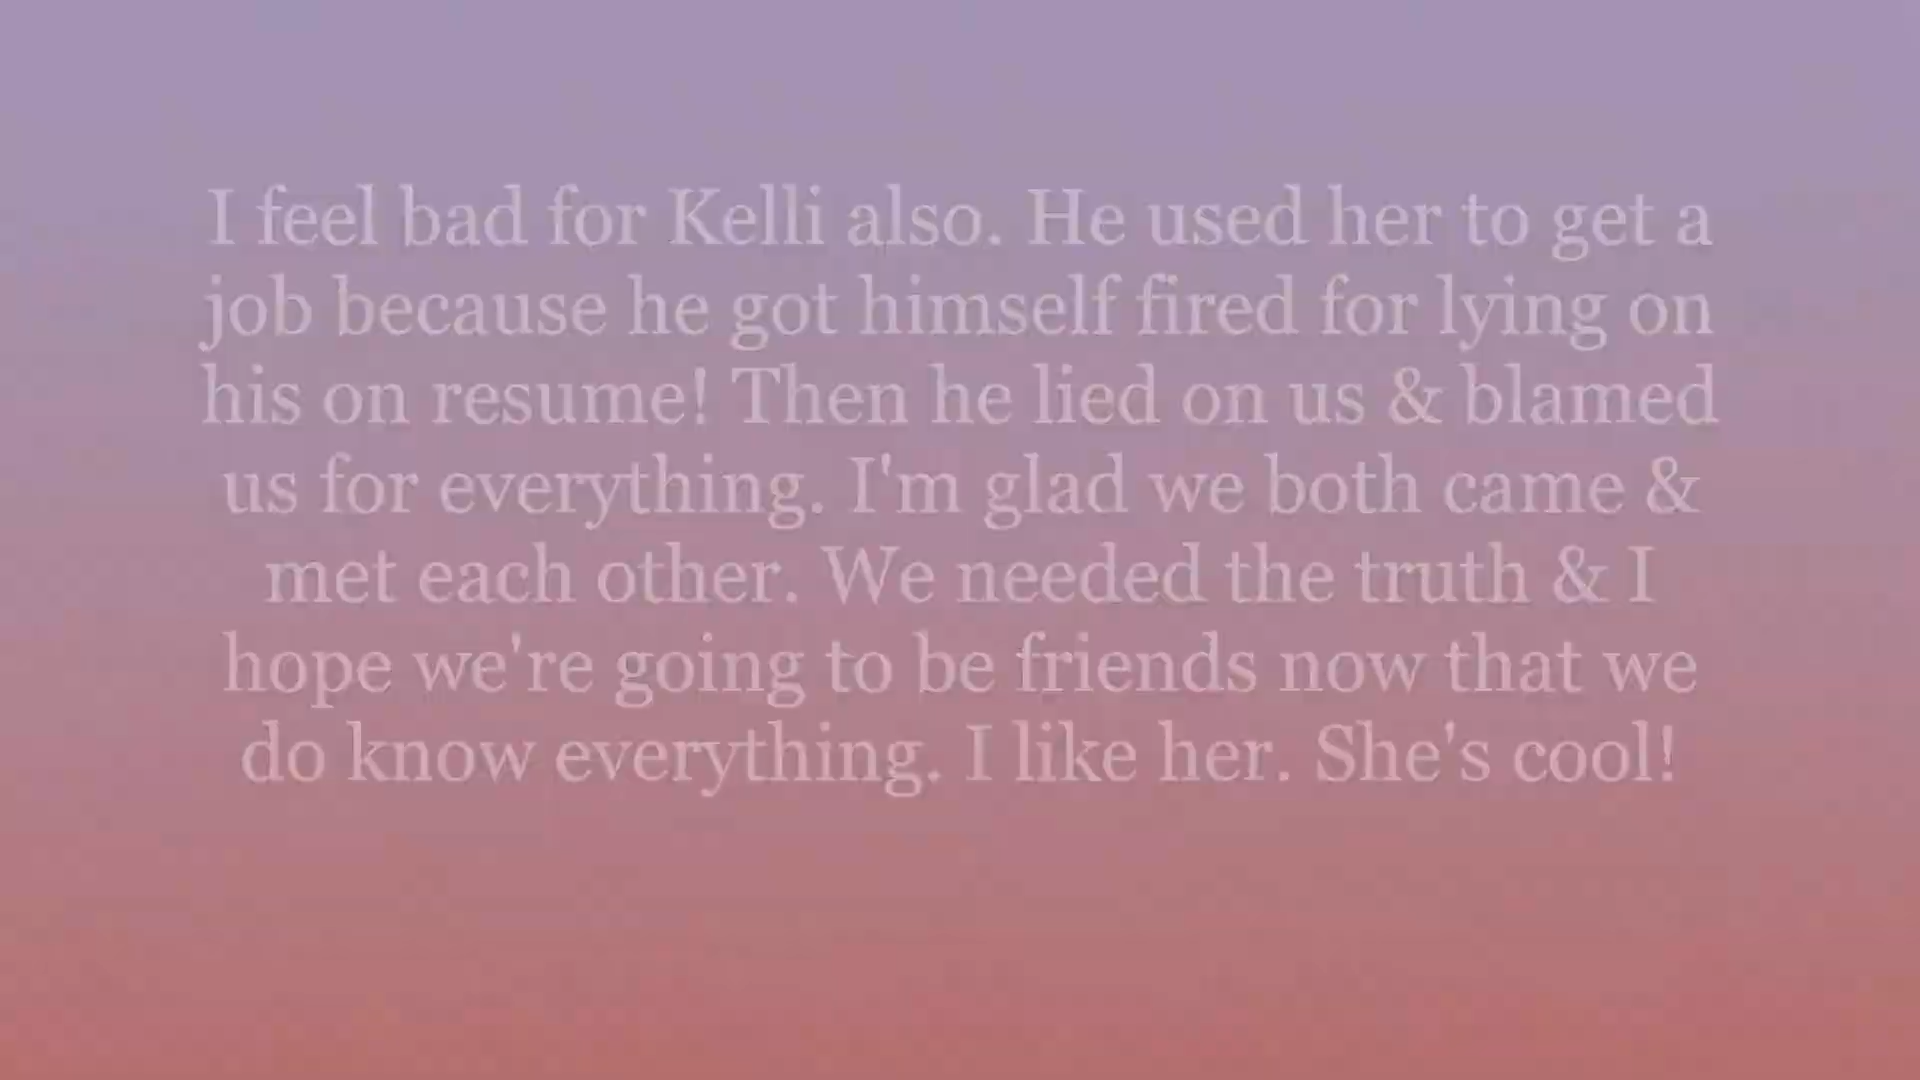 I feel bad for Kelli also. He used her to get a
job because he got himself fired for lying on
his on resume! Then he lied on us & blamed
us for everything. I'm glad we both came &
met each other. We needed the truth & I
hope we're going to be friends now that we
do know everything. I like her. She's cool!